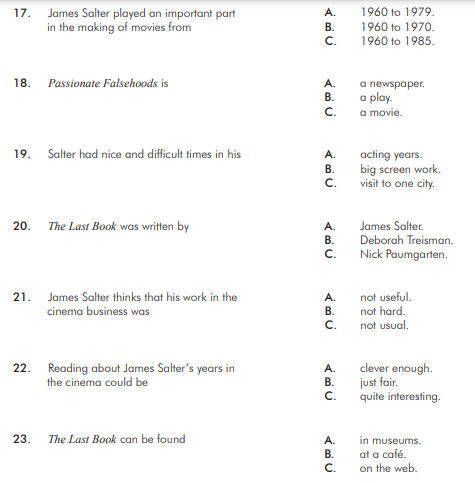 17. James Salter played an important part A. 1960 to 1979.
in the making of movies from B. 1960 to 1970.
C. 1960 to 1985.
18. Passionate Falsehoods is A. a newspaper.
B. a play.
C. a movie.
19. Salter had nice and difficult times in his A. acting years.
B. big screen work.
C. visit to one city.
20. The Last Book was written by A. James Salter.
B. Deborah Treisman.
C. Nick Paumgarten.
21. James Salter thinks that his work in the A. not useful.
cinema business was B. not hard.
C. not usual.
22. Reading about James Salter's years in A. clever enough.
the cinema could be B. just fair.
C. quite interesting.
23. The Last Book can be found A. in museums.
B. at a café.
C. on the web.